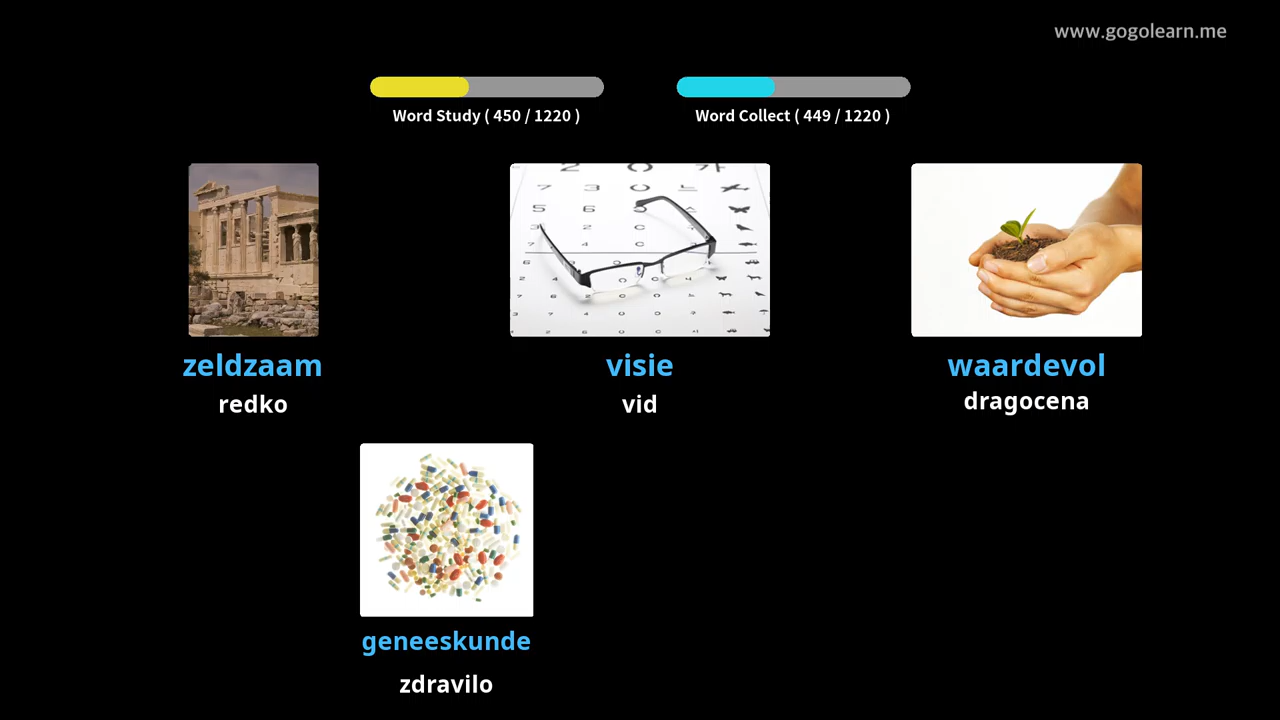 www.gogolearn.me
Word Study ( 450 / 1220 )
Word Collect ( 449 / 1220 )
zeldzaam
redko
visie
vid
waardevol
dragocena
geneeskunde
zdravilo